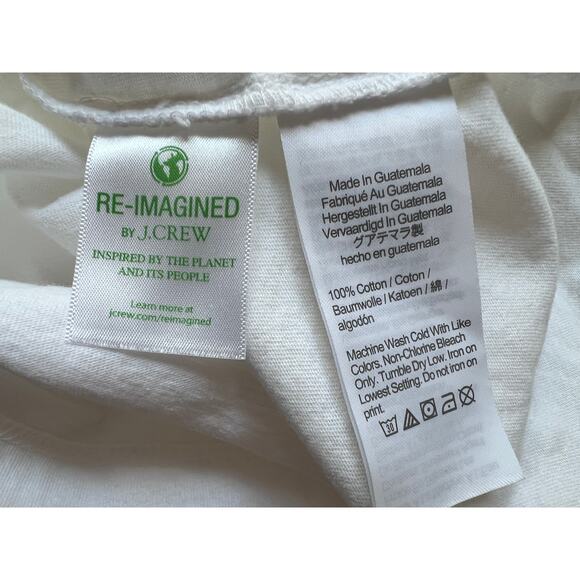 RE-IMAGINED
BY J.CREW
INSPIRED BY THE PLANET
AND ITS PEOPLE
Learn more at
jcrew.com/reimagined
Made In Guatemala
Fabriqué Au Guatemala
Hergestellt In Guatemala
Vervaardigd In Guatemala
グアテマラ製
hecho en guatemala
100% Cotton / Coton /
Baumwolle / Katoen / 綿 /
algodón
Machine Wash Cold With Like
Colors. Non-Chlorine Bleach
Only. Tumble Dry Low. Iron on
Lowest Setting. Do not iron on
print.
30